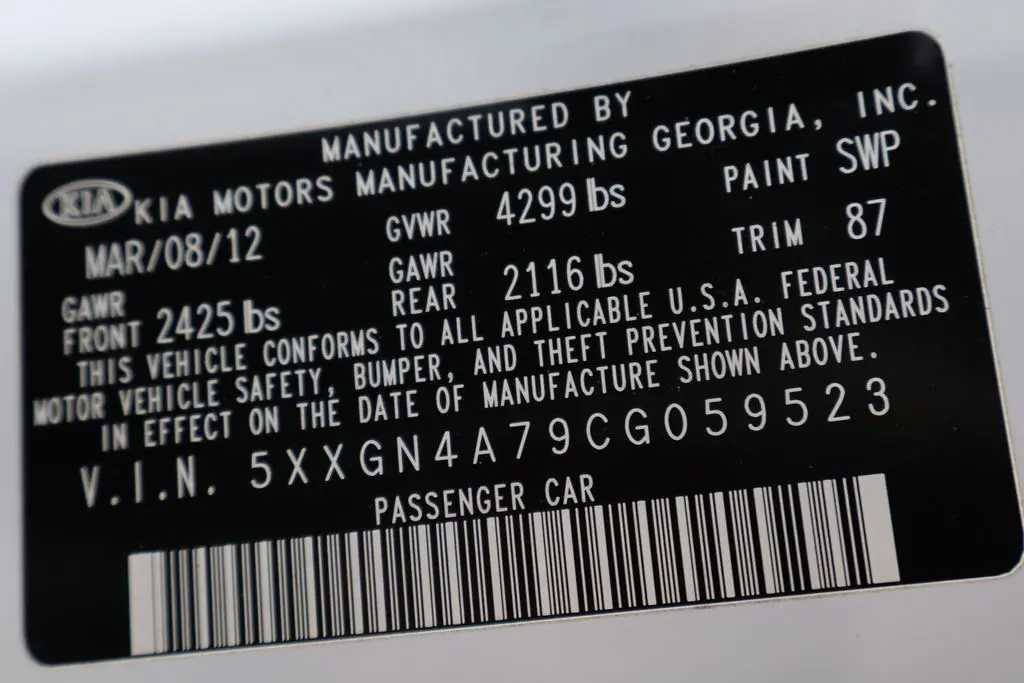 MANUFACTURED BY
KIA KIA MOTORS MANUFACTURING GEORGIA, INC.
MAR/08/12 GVWR 4299 lbs PAINT SWP
GAWR FRONT 2425 lbs GAWR REAR 2116 lbs TRIM 87
THIS VEHICLE CONFORMS TO ALL APPLICABLE U.S.A. FEDERAL
MOTOR VEHICLE SAFETY, BUMPER, AND THEFT PREVENTION STANDARDS
IN EFFECT ON THE DATE OF MANUFACTURE SHOWN ABOVE.
V.I.N. 5XXGN4A79CG059523
PASSENGER CAR